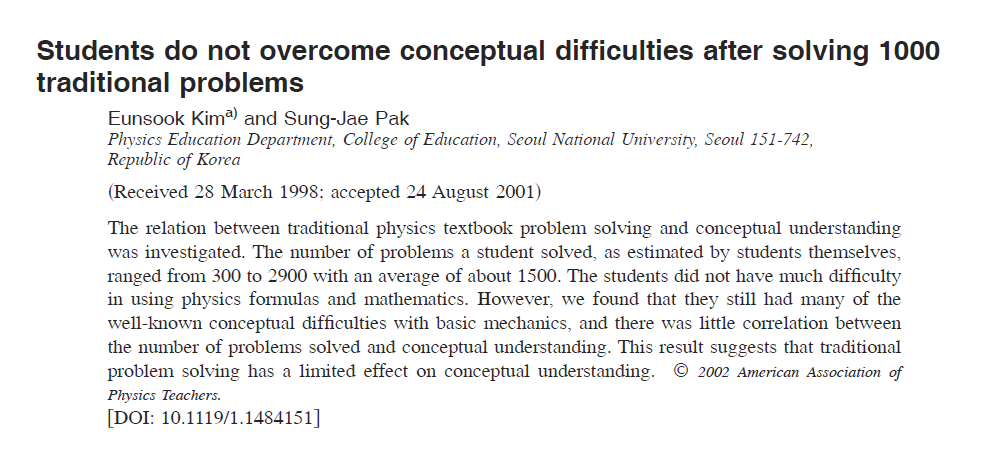 Students do not overcome conceptual difficulties after solving 1000
traditional problems
Eunsook Kima) and Sung-Jae Pak
Physics Education Department, College of Education, Seoul National University, Seoul 151-742,
Republic of Korea
(Received 28 March 1998; accepted 24 August 2001)
The relation between traditional physics textbook problem solving and conceptual understanding
was investigated. The number of problems a student solved, as estimated by students themselves,
ranged from 300 to 2900 with an average of about 1500. The students did not have much difficulty
in using physics formulas and mathematics. However, we found that they still had many of the
well-known conceptual difficulties with basic mechanics, and there was little correlation between
the number of problems solved and conceptual understanding. This result suggests that traditional
problem solving has a limited effect on conceptual understanding. © 2002 American Association of
Physics Teachers.
[DOI: 10.1119/1.1484151]